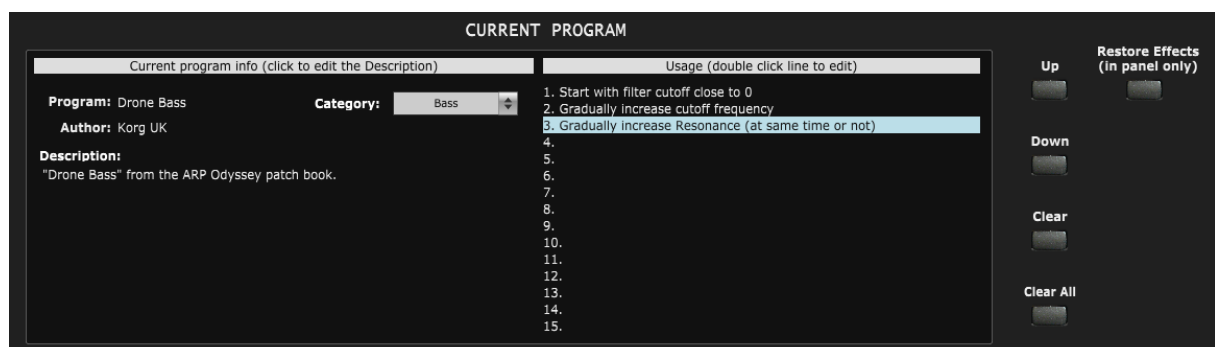 CURRENT PROGRAM
Current program info (click to edit the Description)
Program: Drone Bass
Category: Bass
Author: Korg UK
Description:
"Drone Bass" from the ARP Odyssey patch book.
Usage (double click line to edit)
1. Start with filter cutoff close to 0
2. Gradually increase cutoff frequency
3. Gradually increase Resonance (at same time or not)
4.
5.
6.
7.
8.
9.
10.
11.
12.
13.
14.
15.
Up
Restore Effects
(in panel only)
Down
Clear
Clear All